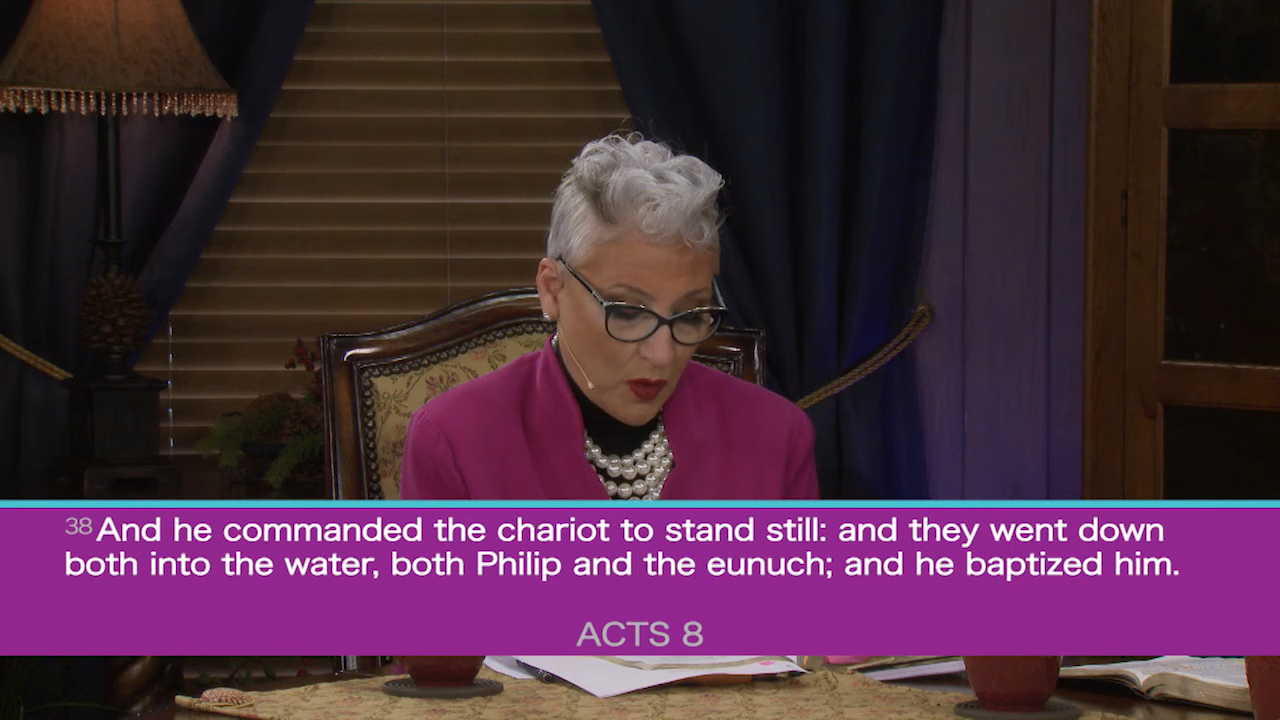 38 And he commanded the chariot to stand still: and they went down
both into the water, both Philip and the eunuch; and he baptized him.
ACTS 8